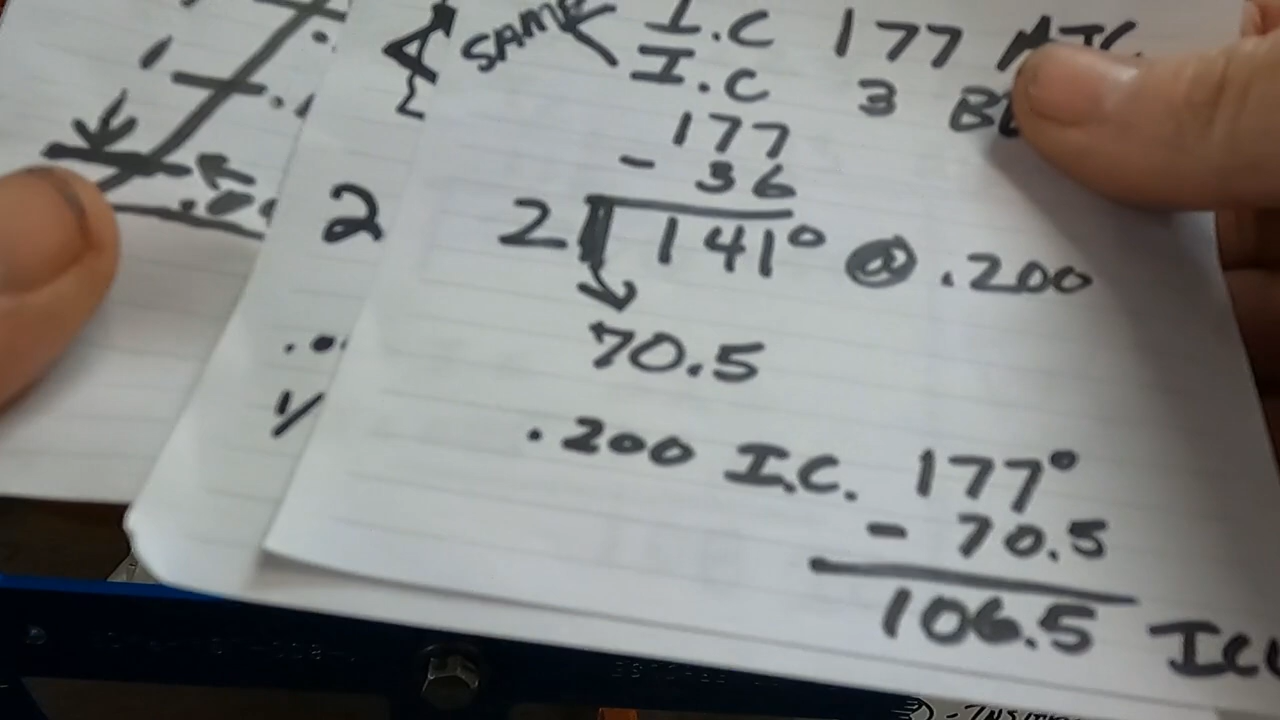 SAME
I.C 177
I.C 3
177
- 36
2
2 141° @ .200
70.5
.200 I.C. 177°
- 70.5
106.5